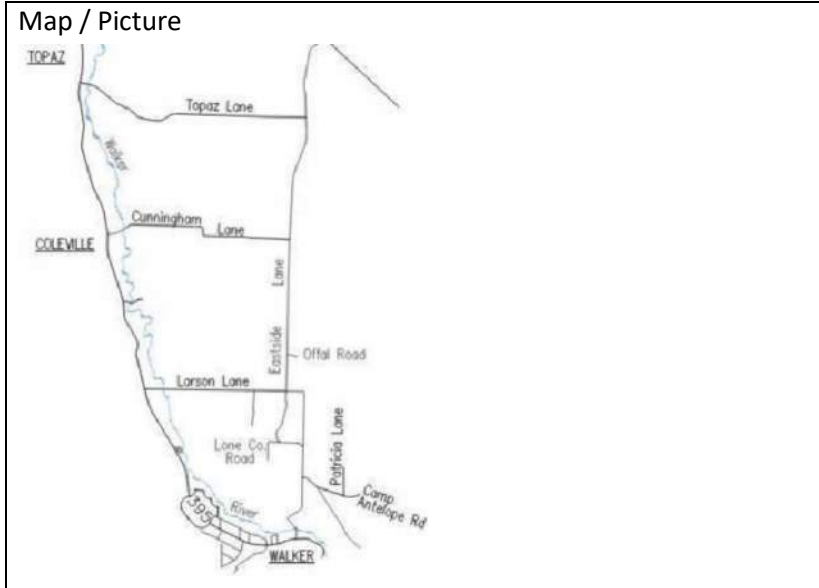 Map / Picture
TOPAZ
Topaz Lane
Walker
Cunningham
Lane
COLEVILLE
Eastside Lane
Offal Road
Larson Lane
Lone Co.
Road
Patricia Lane
Camp
Antelope Rd
395
River
WALKER